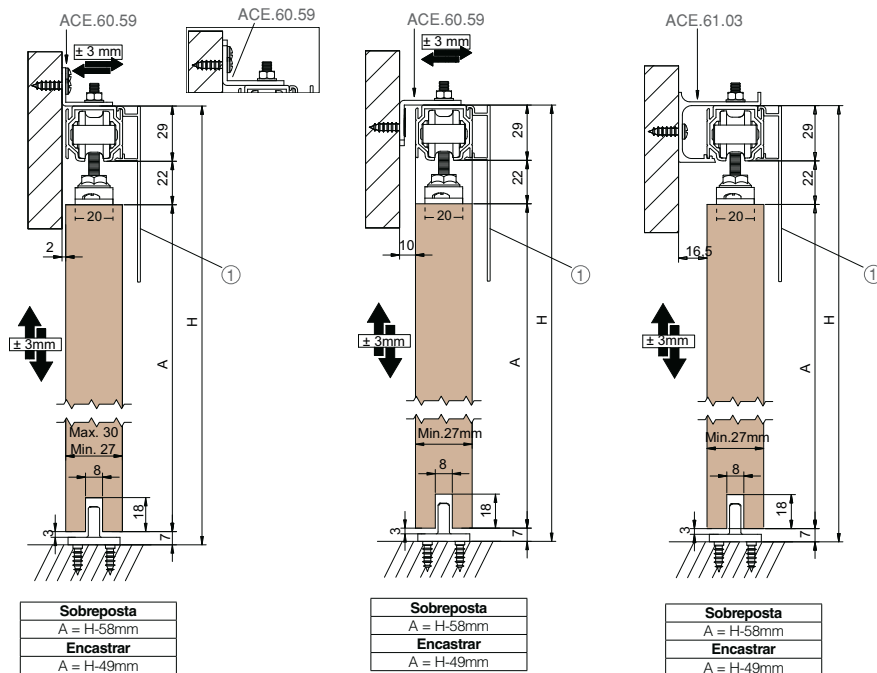 ACE.60.59
± 3 mm
29
22
20
2
1
H
± 3mm
A
Max. 30
Min. 27
8
18
3
7
Sobreposta
A = H-58mm
Encastrar
A = H-49mm
ACE.60.59
ACE.60.59
± 3 mm
29
22
20
10
1
H
± 3mm
A
Min.27mm
8
18
3
7
Sobreposta
A = H-58mm
Encastrar
A = H-49mm
ACE.61.03
29
22
20
16,5
1
H
± 3mm
A
Min.27mm
8
18
3
7
Sobreposta
A = H-58mm
Encastrar
A = H-49mm